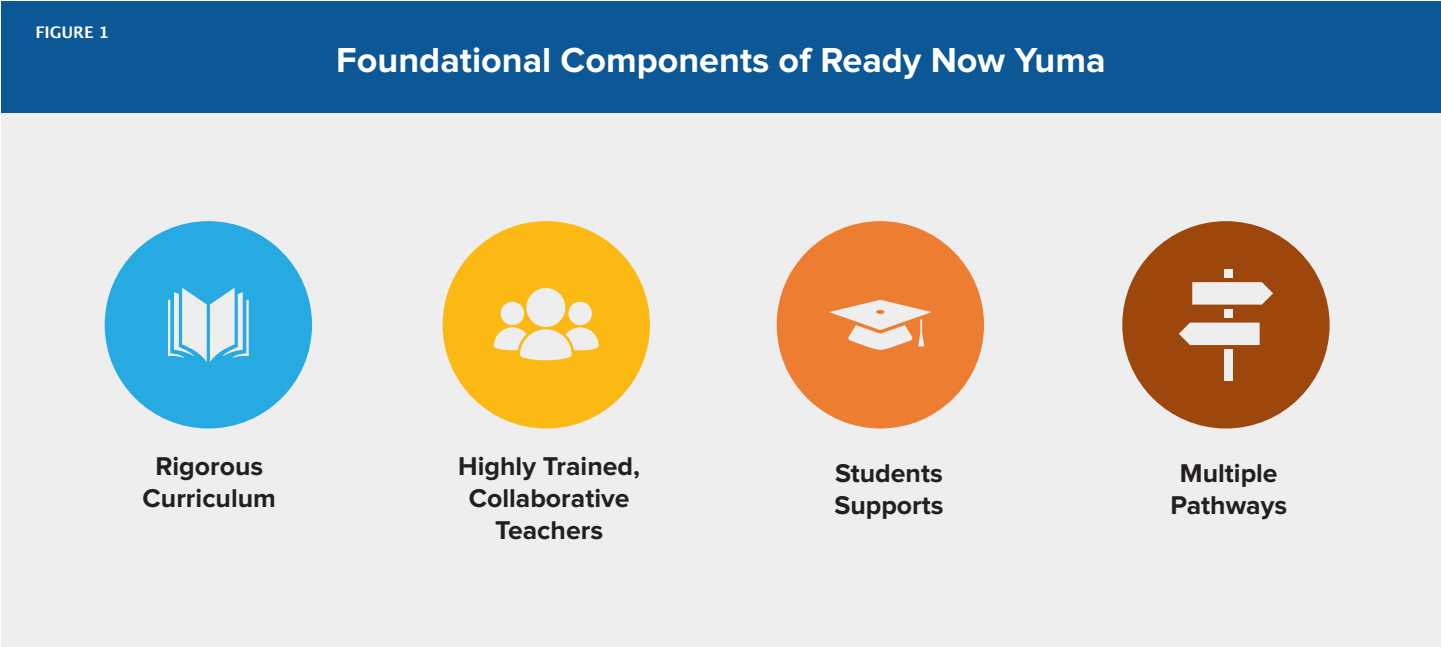 FIGURE 1
Foundational Components of Ready Now Yuma
Rigorous
Curriculum
Highly Trained,
Collaborative
Teachers
Students
Supports
Multiple
Pathways